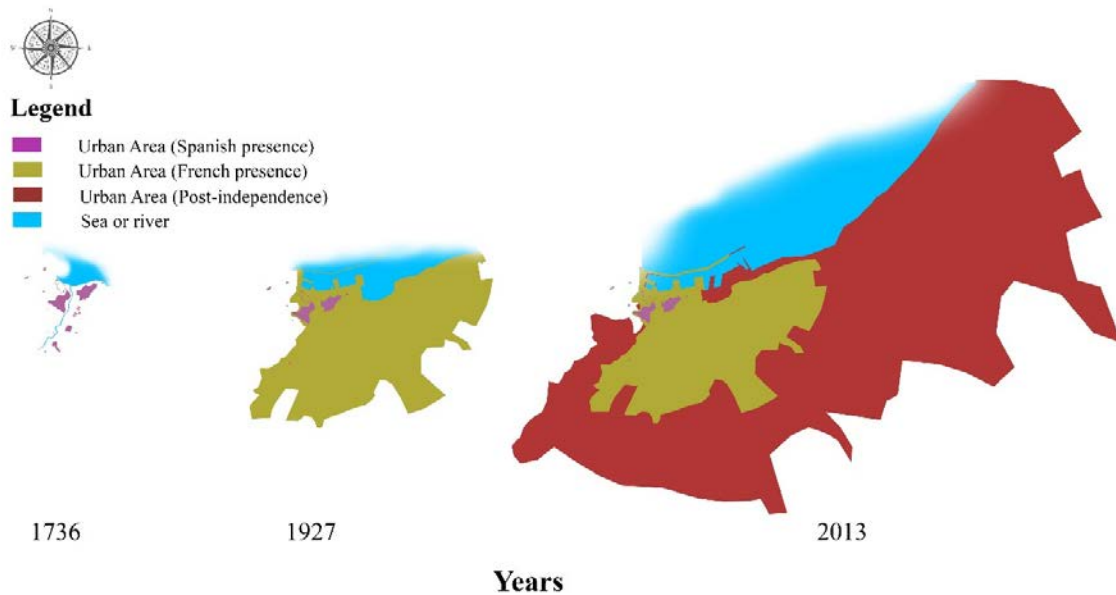 Legend
Urban Area (Spanish presence)
Urban Area (French presence)
Urban Area (Post-independence)
Sea or river
1736 1927 2013
Years